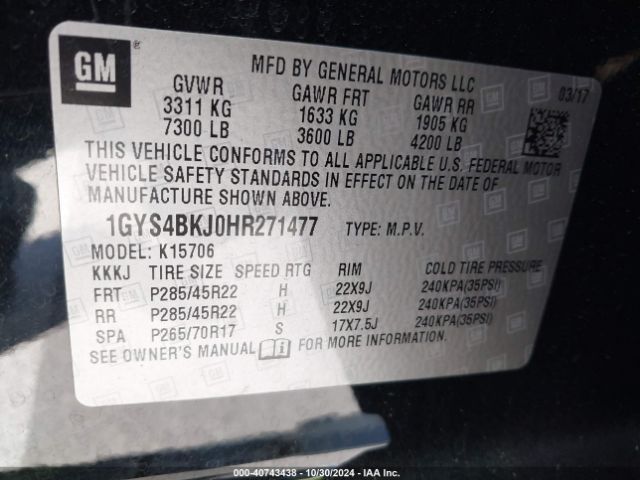 GM
MFD BY GENERAL MOTORS LLC
03/17
GVWR GAWR FRT GAWR RR
3311 KG 1633 KG 1905 KG
7300 LB 3600 LB 4200 LB
THIS VEHICLE CONFORMS TO ALL APPLICABLE U.S. FEDERAL MOTOR
VEHICLE SAFETY STANDARDS IN EFFECT ON THE DATE OF
MANUFACTURE SHOWN ABOVE.
1GYS4BKJ0HR271477 TYPE: M.P.V.
MODEL: K15706
KKKJ TIRE SIZE SPEED RTG RIM COLD TIRE PRESSURE
FRT P285/45R22 H 22X9J 240KPA(35PSI)
RR P285/45R22 H 22X9J 240KPA(35PSI)
SPA P265/70R17 S 17X7.5J 240KPA(35PSI)
SEE OWNER'S MANUAL FOR MORE INFORMATION.
000-40743438 - 10/30/2024 - IAA Inc.